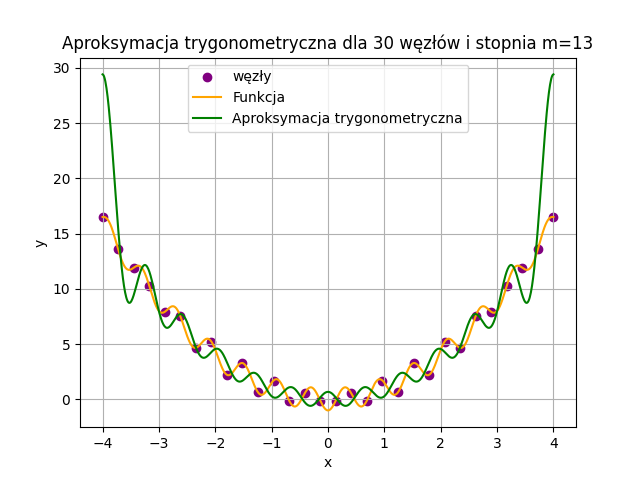 Aproksymacja trygonometryczna dla 30 węzłów i stopnia m=13
węzły
Funkcja
Aproksymacja trygonometryczna
y
30
25
20
15
10
5
0
−4 −3 −2 −1 0 1 2 3 4
x